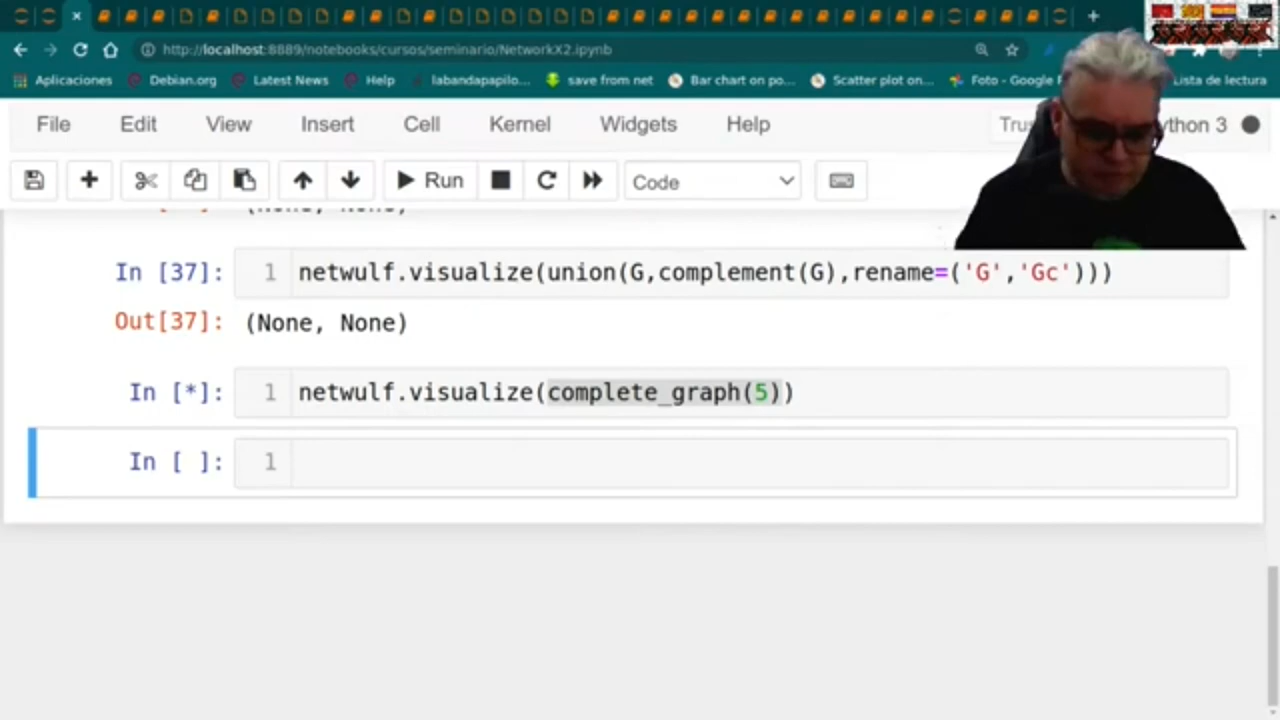 http://localhost:8889/notebooks/cursos/seminario/NetworkX2.ipynb
Aplicaciones Debian.org Latest News Help labandapapilo... save from net Bar chart on po... Scatter plot on... Foto - Google Lista de lectura
File Edit View Insert Cell Kernel Widgets Help ython 3
Run Code
(None, None)
In [37]: 1 netwulf.visualize(union(G,complement(G),rename=('G','Gc')))
Out[37]: (None, None)
In [*]: 1 netwulf.visualize(complete_graph(5))
In [ ]: 1